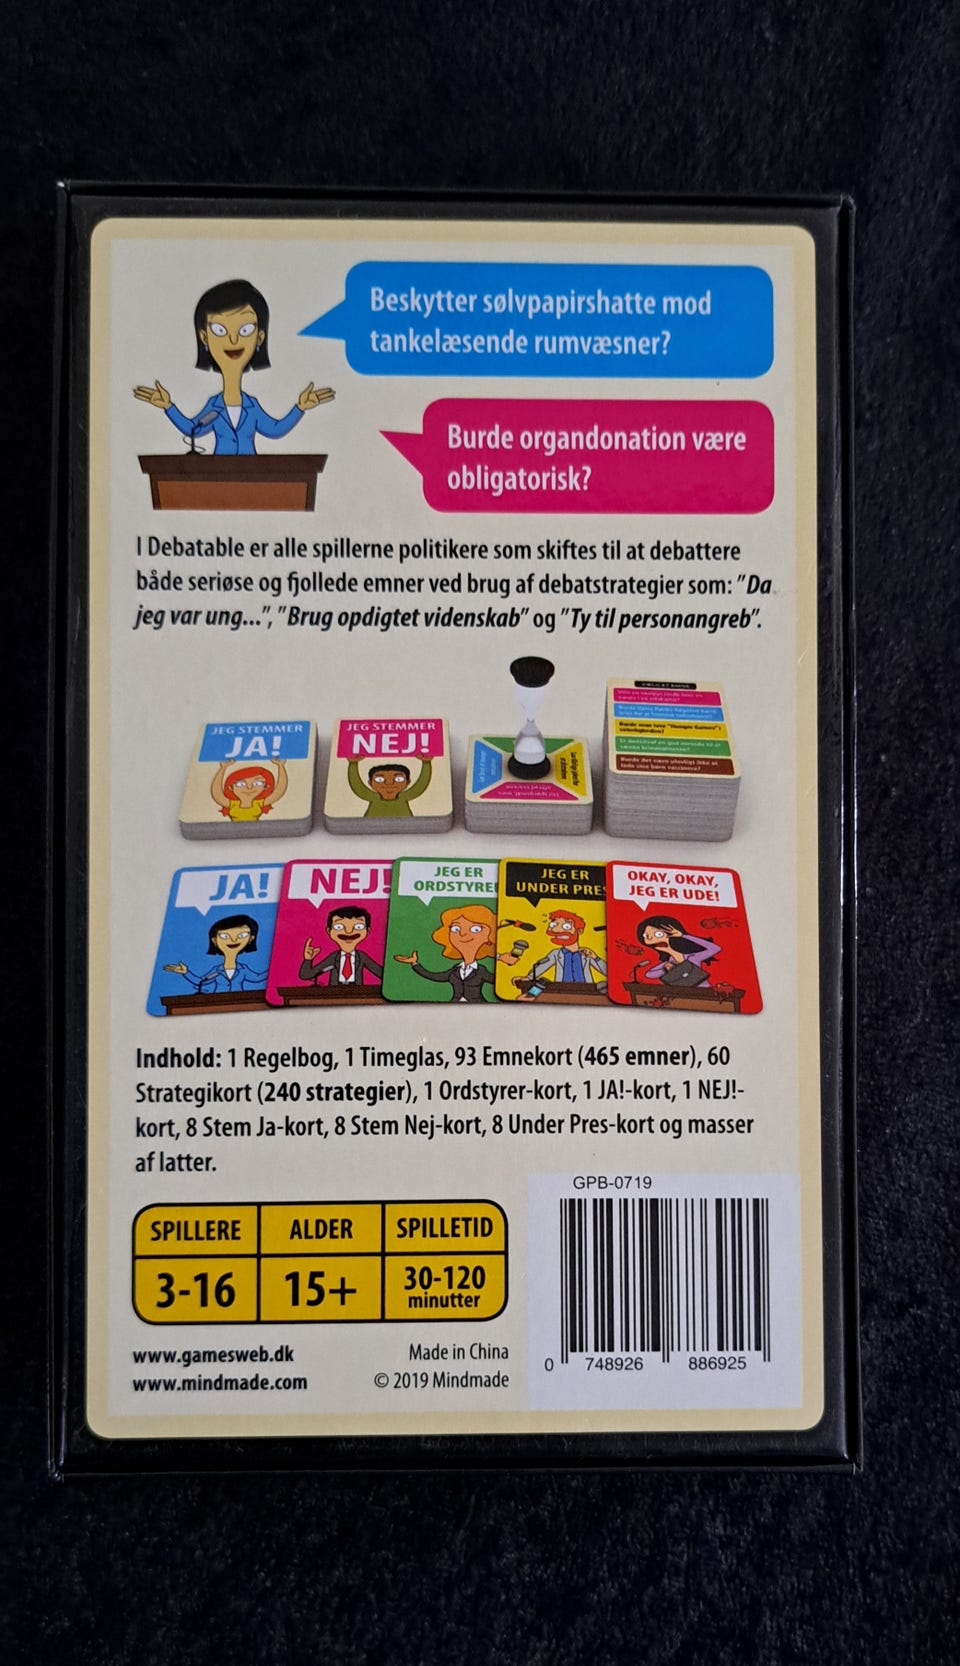 Beskytter sølvpapirshatte mod
tankelæsende rumvæsner?
Burde organdonation være
obligatorisk?
I Debatable er alle spillerne politikere som skiftes til at debattere
både seriøse og fjollede emner ved brug af debatstrategier som: "Da
jeg var ung...", "Brug opdigtet videnskab" og "Ty til personangreb".
JEG STEMMER
JA!
JEG STEMMER
NEJ!
JA!
NEJ!
JEG ER
ORDSTYRE
JEG ER
UNDER PRE
OKAY, OKAY,
JEG ER UDE!
Indhold: 1 Regelbog, 1 Timeglas, 93 Emnekort (465 emner), 60
Strategikort (240 strategier), 1 Ordstyrer-kort, 1 JA!-kort, 1 NEJ!-
kort, 8 Stem Ja-kort, 8 Stem Nej-kort, 8 Under Pres-kort og masser
af latter.
GPB-0719
SPILLERE ALDER SPILLETID
3-16 15+ 30-120
minutter
www.gamesweb.dk Made in China
www.mindmade.com © 2019 Mindmade
0 748926 886925